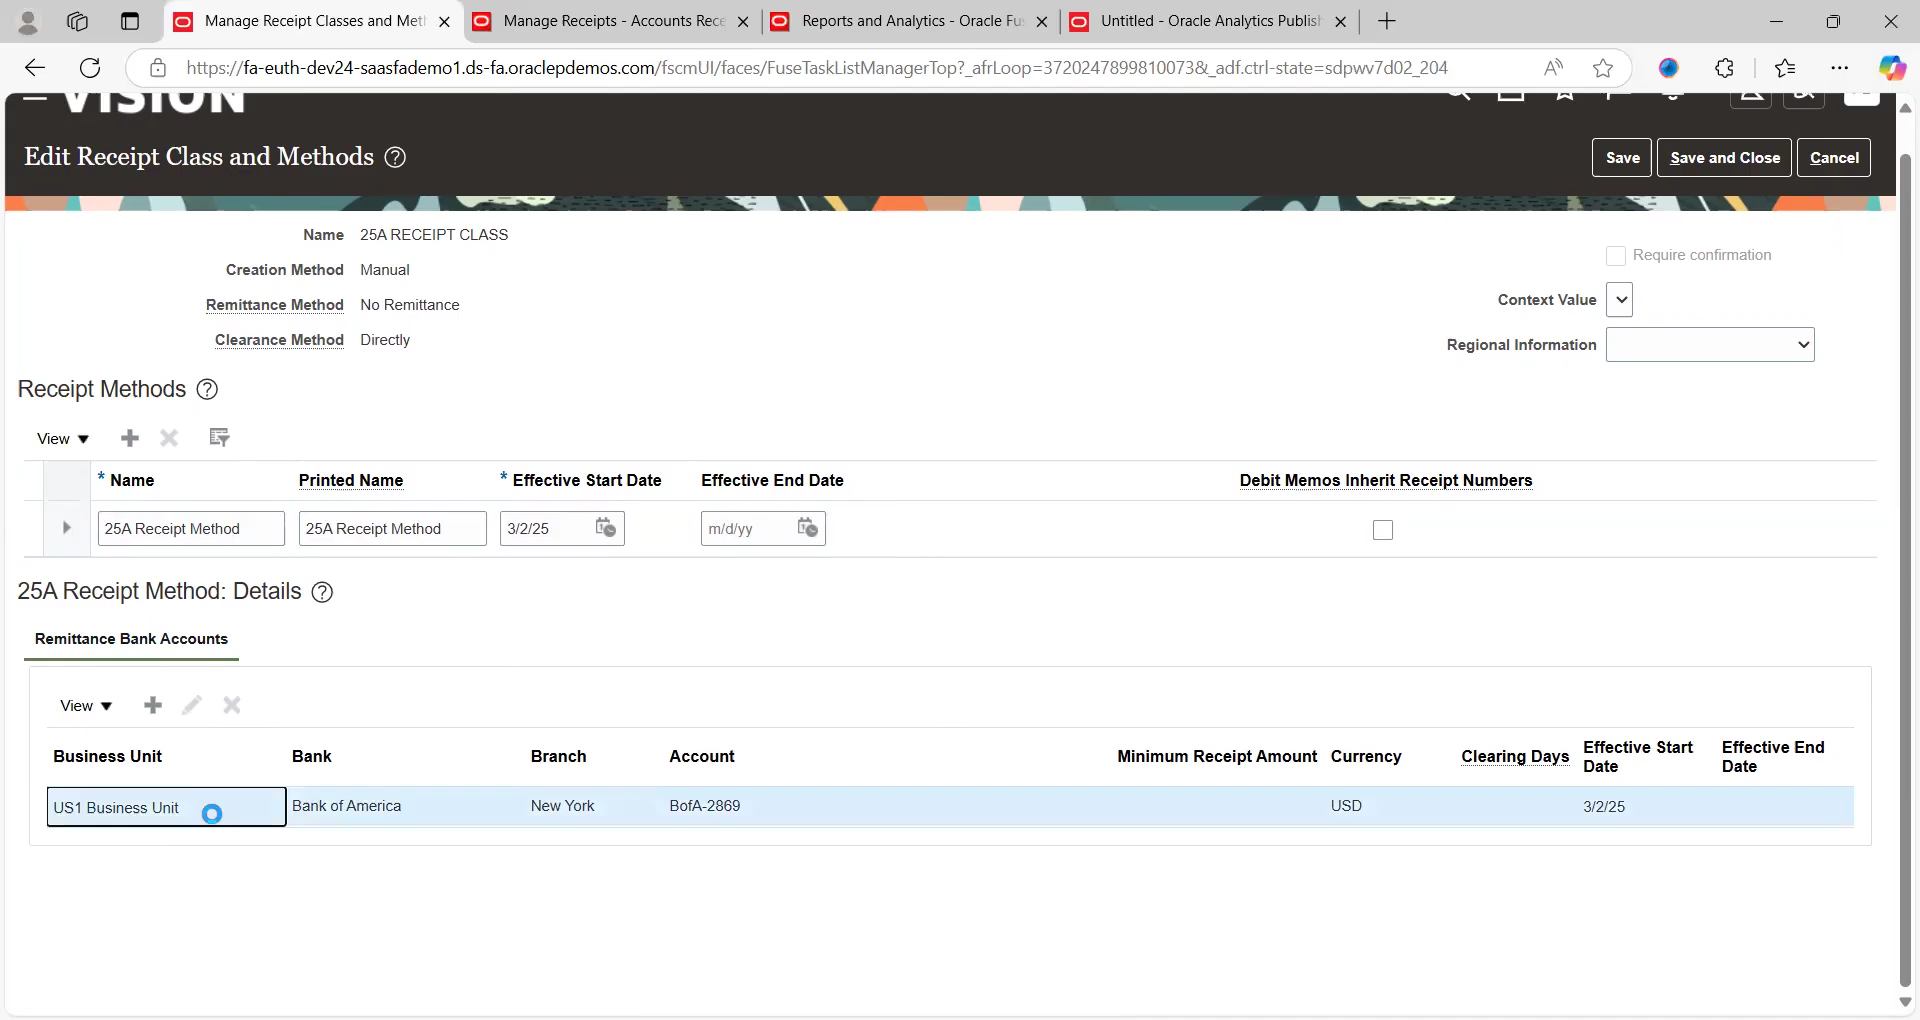 Manage Receipt Classes and Meth
Manage Receipts - Accounts Rece
Reports and Analytics - Oracle Fu
Untitled - Oracle Analytics Publish
https://fa-euth-dev24-saasfademo1.ds-fa.oraclepdemos.com/fscmUI/faces/FuseTaskListManagerTop?_afrLoop=3720247899810073&_adf.ctrl-state=sdpwv7d02_204
VISION
Edit Receipt Class and Methods
Save
Save and Close
Cancel
Name 25A RECEIPT CLASS
Creation Method Manual
Remittance Method No Remittance
Clearance Method Directly
Require confirmation
Context Value
Regional Information
Receipt Methods
View
* Name Printed Name * Effective Start Date Effective End Date Debit Memos Inherit Receipt Numbers
25A Receipt Method 25A Receipt Method 3/2/25 m/d/yy
25A Receipt Method: Details
Remittance Bank Accounts
View
Business Unit Bank Branch Account Minimum Receipt Amount Currency Clearing Days Effective Start Date Effective End Date
US1 Business Unit Bank of America New York BofA-2869 USD 3/2/25